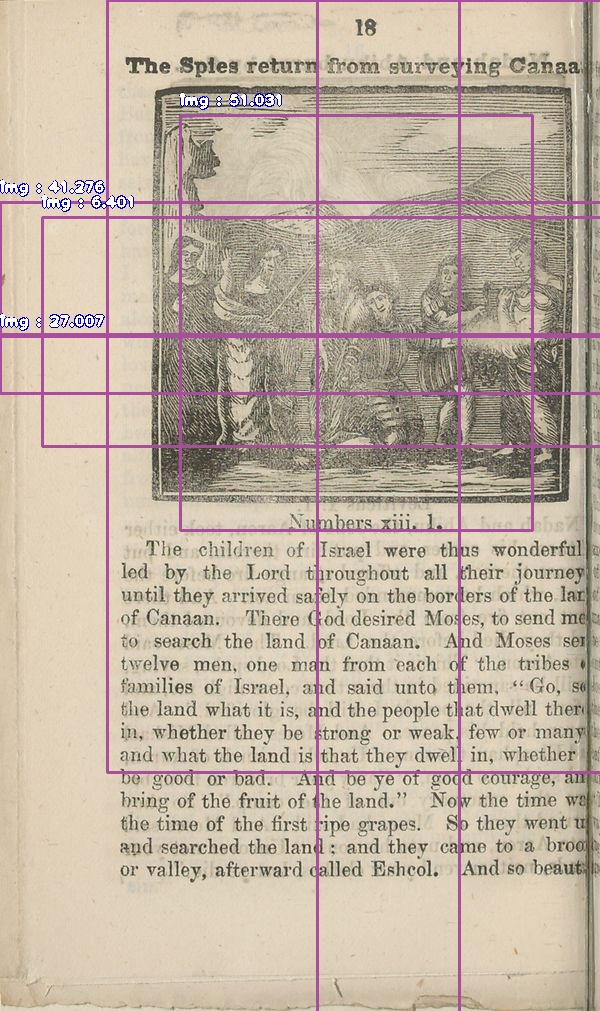 18
The Spies return from surveying Canaa
img : 51.031
img : 41.276
img : 6.401
img : 27.007
Numbers xiii. 1.
The children of Israel were thus wonderful
led by the Lord throughout all their journey
until they arrived safely on the borders of the lan
of Canaan. There God desired Moses, to send me
to search the land of Canaan. And Moses sen
twelve men, one man from each of the tribes
families of Israel, and said unto them, “Go, se
the land what it is, and the people that dwell there
in, whether they be strong or weak, few or many
and what the land is that they dwell in, whether
be good or bad. And be ye of good courage, an
bring of the fruit of the land.” Now the time wa
the time of the first ripe grapes. So they went u
and searched the land : and they came to a broo
or valley, afterward called Eshcol. And so beaut